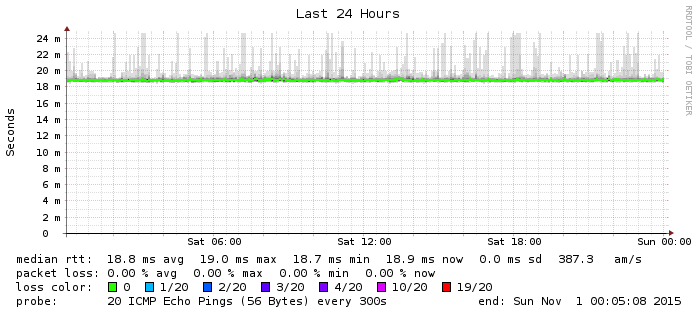 Last 24 Hours
RRDTOOL / TOBI OETIKER
Seconds
24 m
22 m
20 m
18 m
16 m
14 m
12 m
10 m
8 m
6 m
4 m
2 m
0
Sat 06:00 Sat 12:00 Sat 18:00 Sun 00:00
median rtt: 18.8 ms avg 19.0 ms max 18.7 ms min 18.9 ms now 0.0 ms sd 387.3 am/s
packet loss: 0.00 % avg 0.00 % max 0.00 % min 0.00 % now
loss color: 0 1/20 2/20 3/20 4/20 10/20 19/20
probe: 20 ICMP Echo Pings (56 Bytes) every 300s end: Sun Nov 1 00:05:08 2015